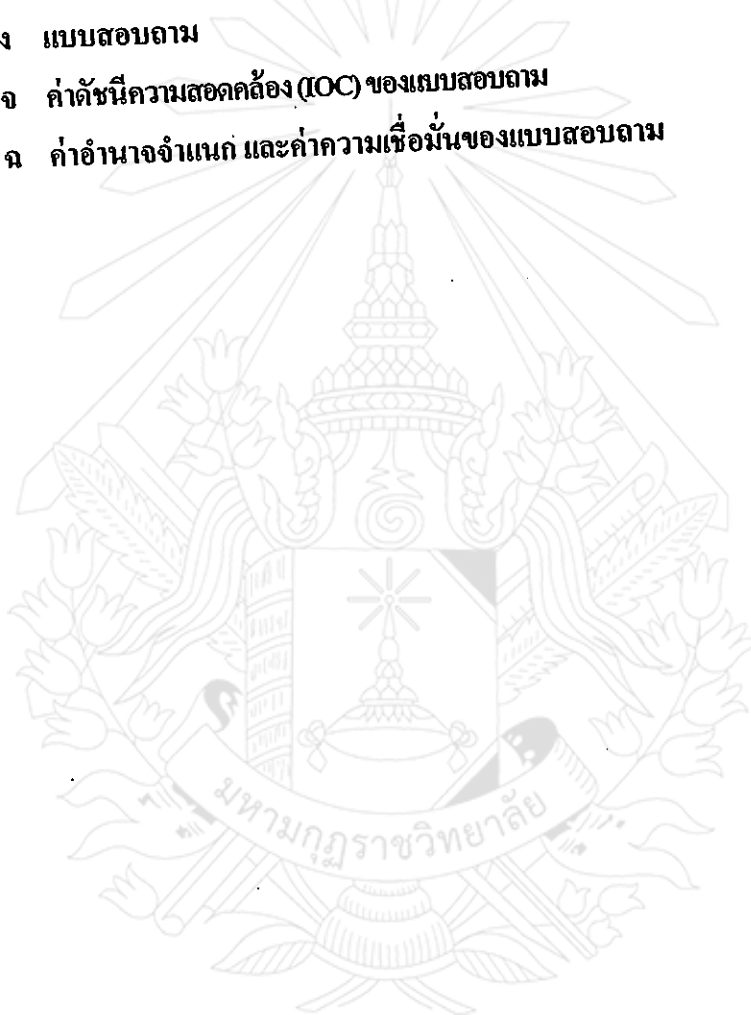 ง แบบสอบถาม
จ ค่าดัชนีความสอดคล้อง (IOC) ของแบบสอบถาม
ฉ ค่าอำนาจจำแนก และค่าความเชื่อมั่นของแบบสอบถาม
มหามกุฏราชวิทยาลัย